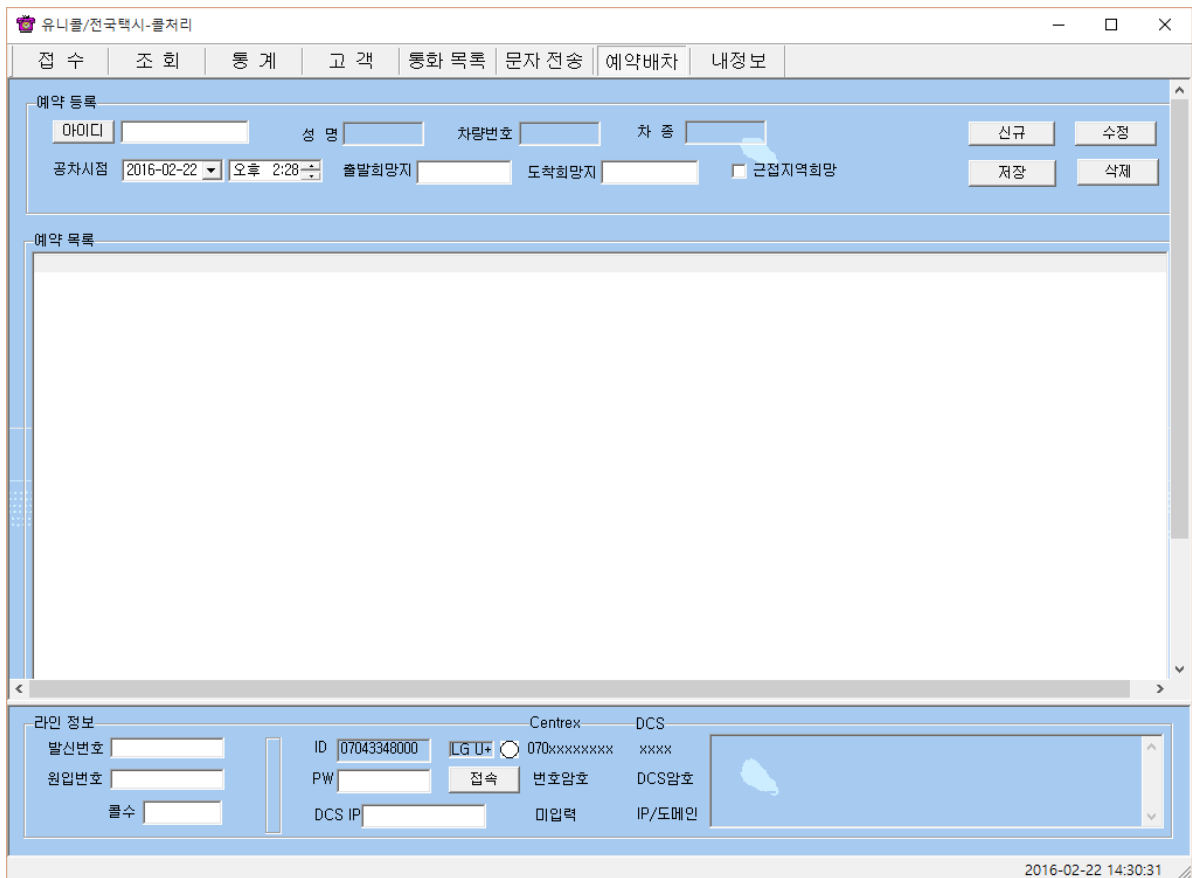 유니콜/전국택시-콜처리
접 수 조 회 통 계 고 객 통화 목록 문자 전송 예약배차 내정보
예약 등록
아이디 성 명 차량번호 차 종 신규 수정
공차시점 2016-02-22 오후 2:28 출발희망지 도착희망지 근접지역희망 저장 삭제
예약 목록
라인 정보 Centrex DCS
발신번호 ID 07043348000 LG U+ 070xxxxxxxx xxxx
원입번호 PW 접속 번호암호 DCS암호
콜수 DCS IP 미입력 IP/도메인
2016-02-22 14:30:31